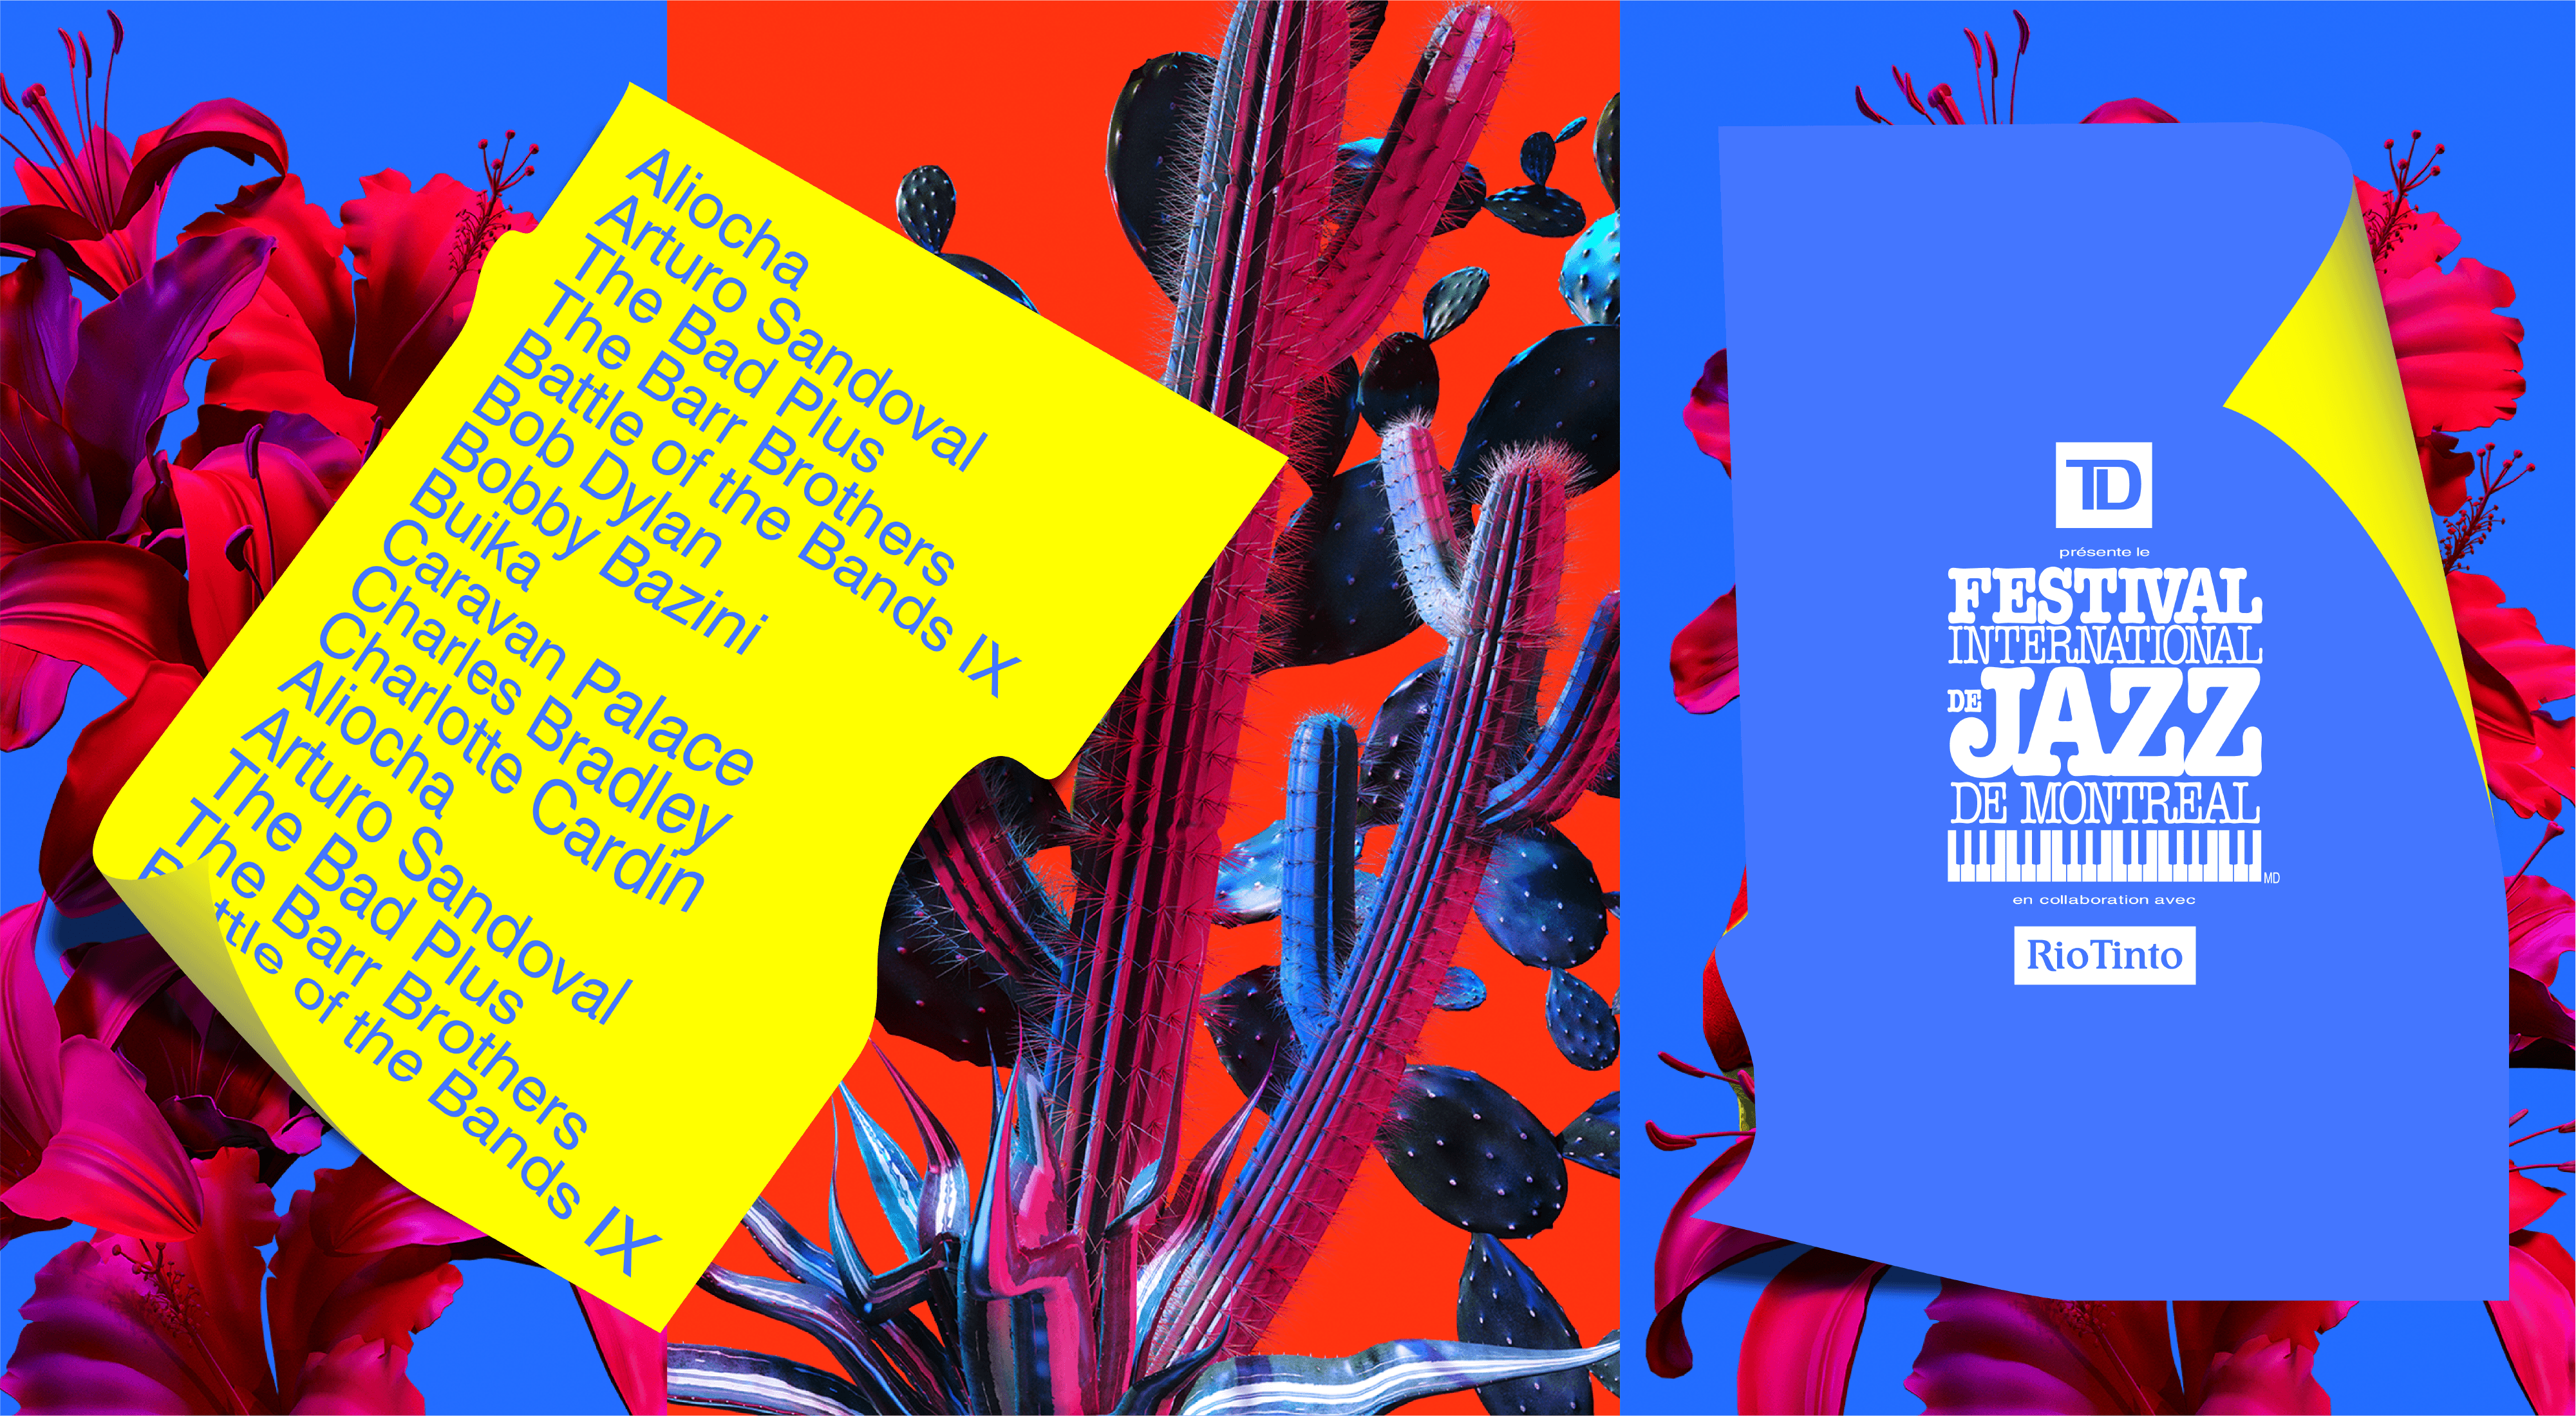 Aliocha
Arturo Sandoval
The Bad Plus
The Barr Brothers
Battle of the Bands IX
Bob Dylan
Bobby Bazini
Buika
Caravan Palace
Charles Bradley
Charlotte Cardin
Aliocha
Arturo Sandoval
The Bad Plus
The Barr Brothers
Battle of the Bands IX
TD
présente le
FESTIVAL
INTERNATIONAL
DE JAZZ
DE MONTREAL
MD
en collaboration avec
RioTinto